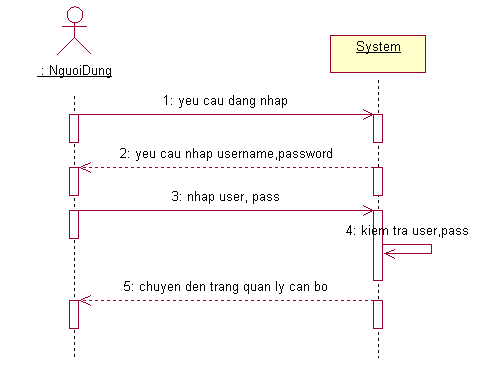 System
: NguoiDung
1: yeu cau dang nhap
2: yeu cau nhap username,password
3: nhap user, pass
4: kiem tra user,pass
5: chuyen den trang quan ly can bo